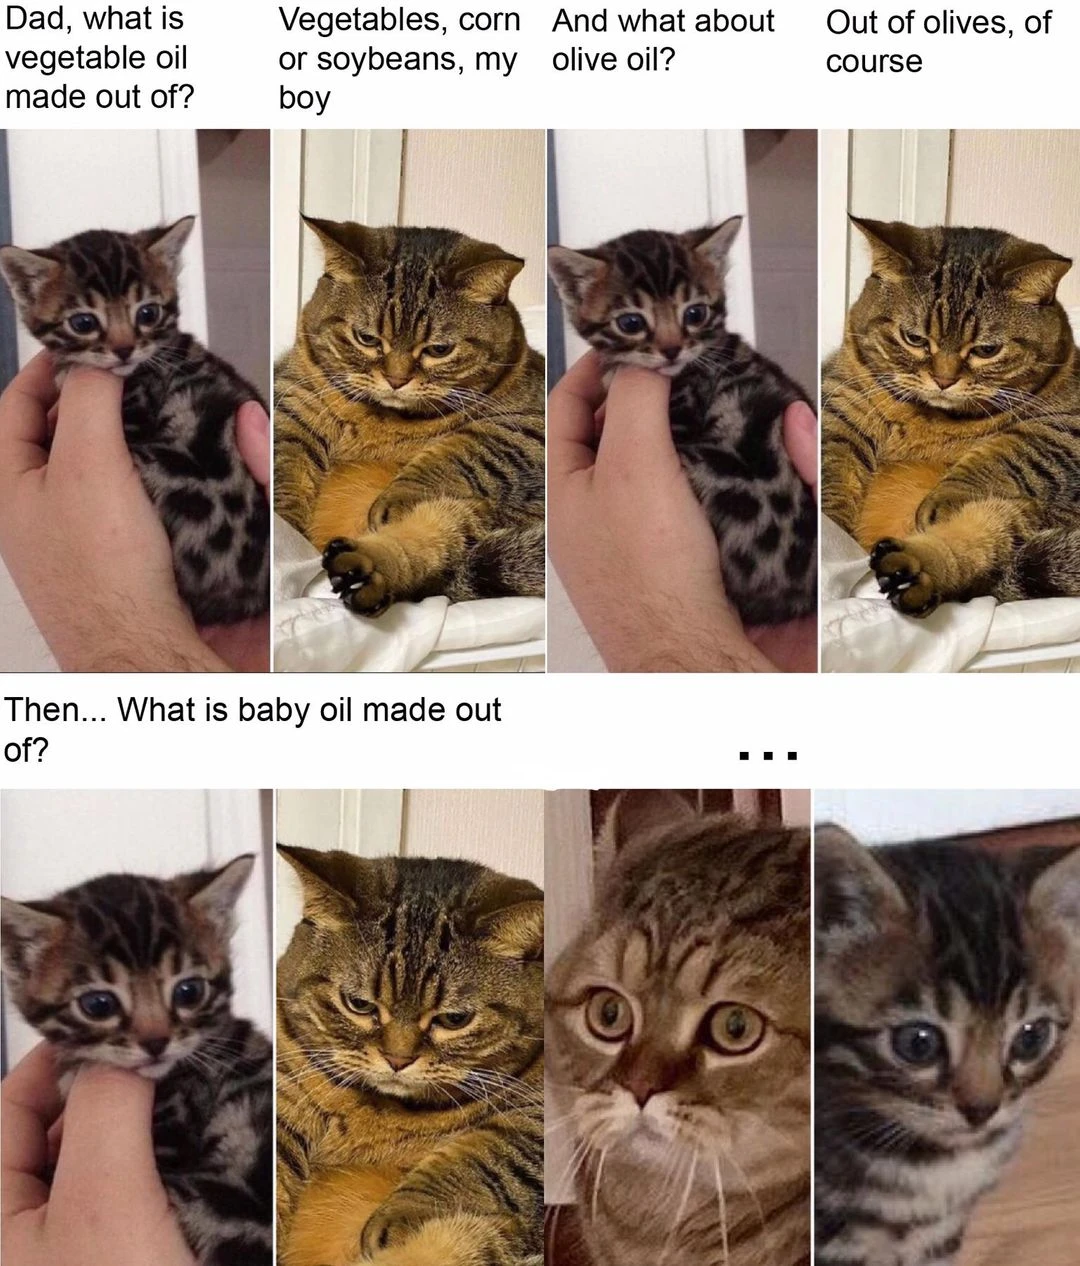 Dad, what is
vegetable oil
made out of?
Vegetables, corn
or soybeans, my
boy
And what about
olive oil?
Out of olives, of
course
Then... What is baby oil made out
of?
...